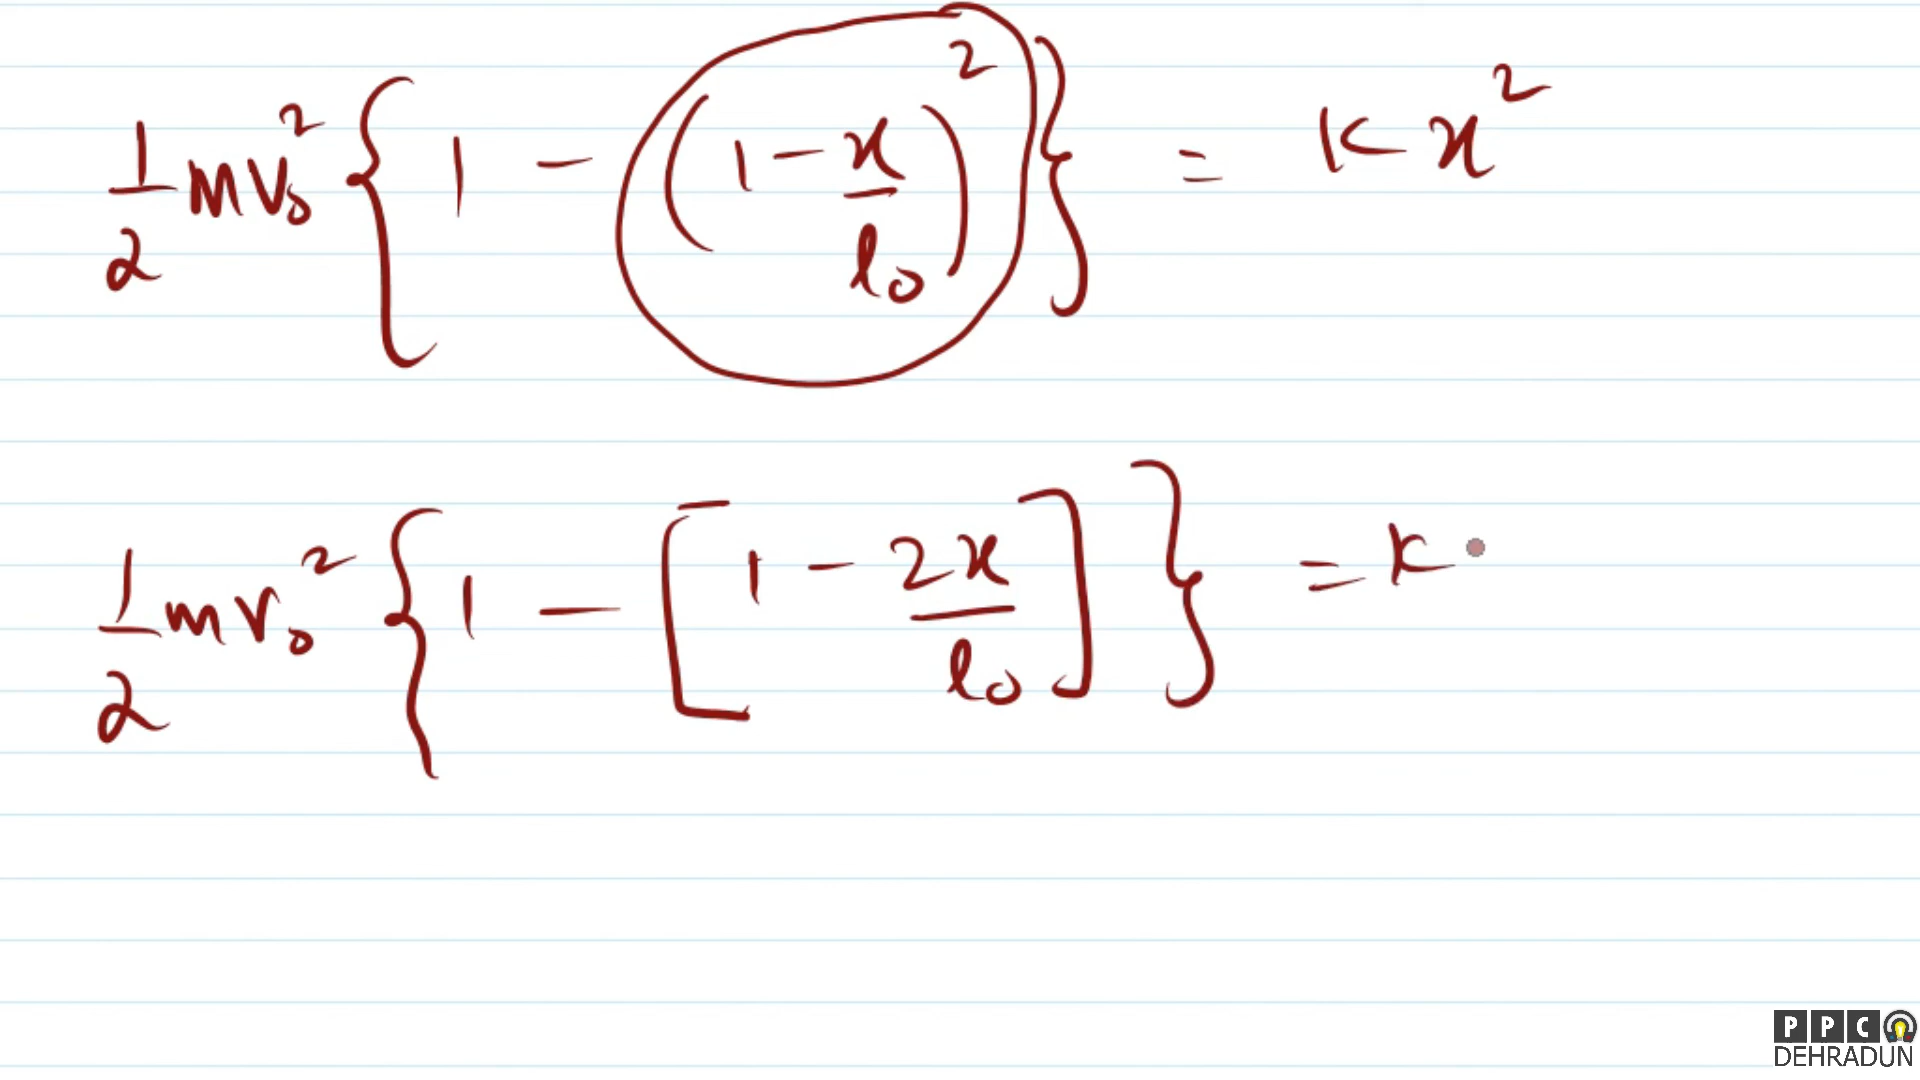 1/2 mv₀² { 1 - (1 - x/l₀)² } = kx²
1/2 mv₀² { 1 - [1 - 2x/l₀] } = k
PPC
DEHRADUN